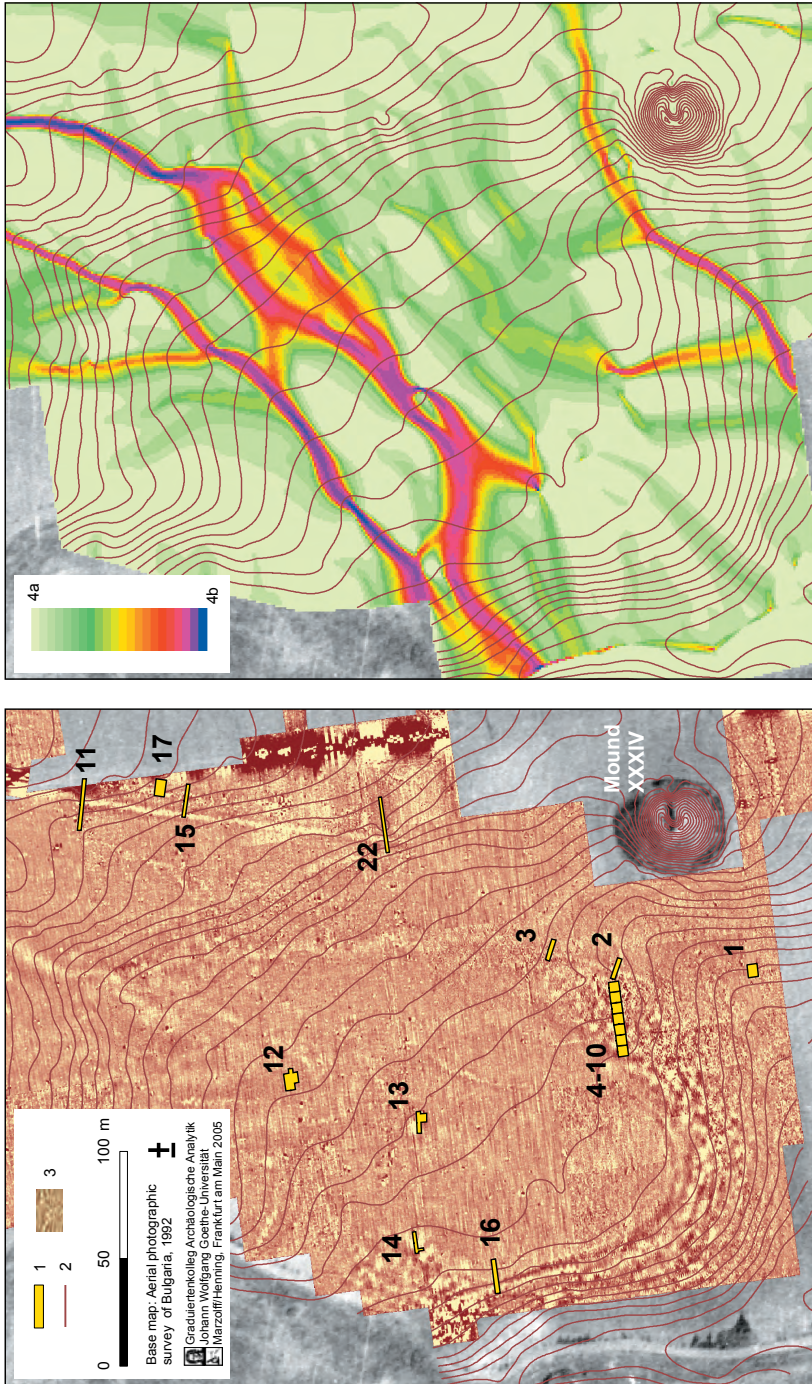 4a
4b
11
17
15
22
Mound
XXXIV
3
2
1
4-10
12
13
14
16
1
2
3
0
50
100 m
Base map: Aerial photographic
survey of Bulgaria, 1992
Graduiertenkolleg Archäologische Analytik
Johann Wolfgang Goethe-Universität
Marzolff/Henning, Frankfurt am Main 2005